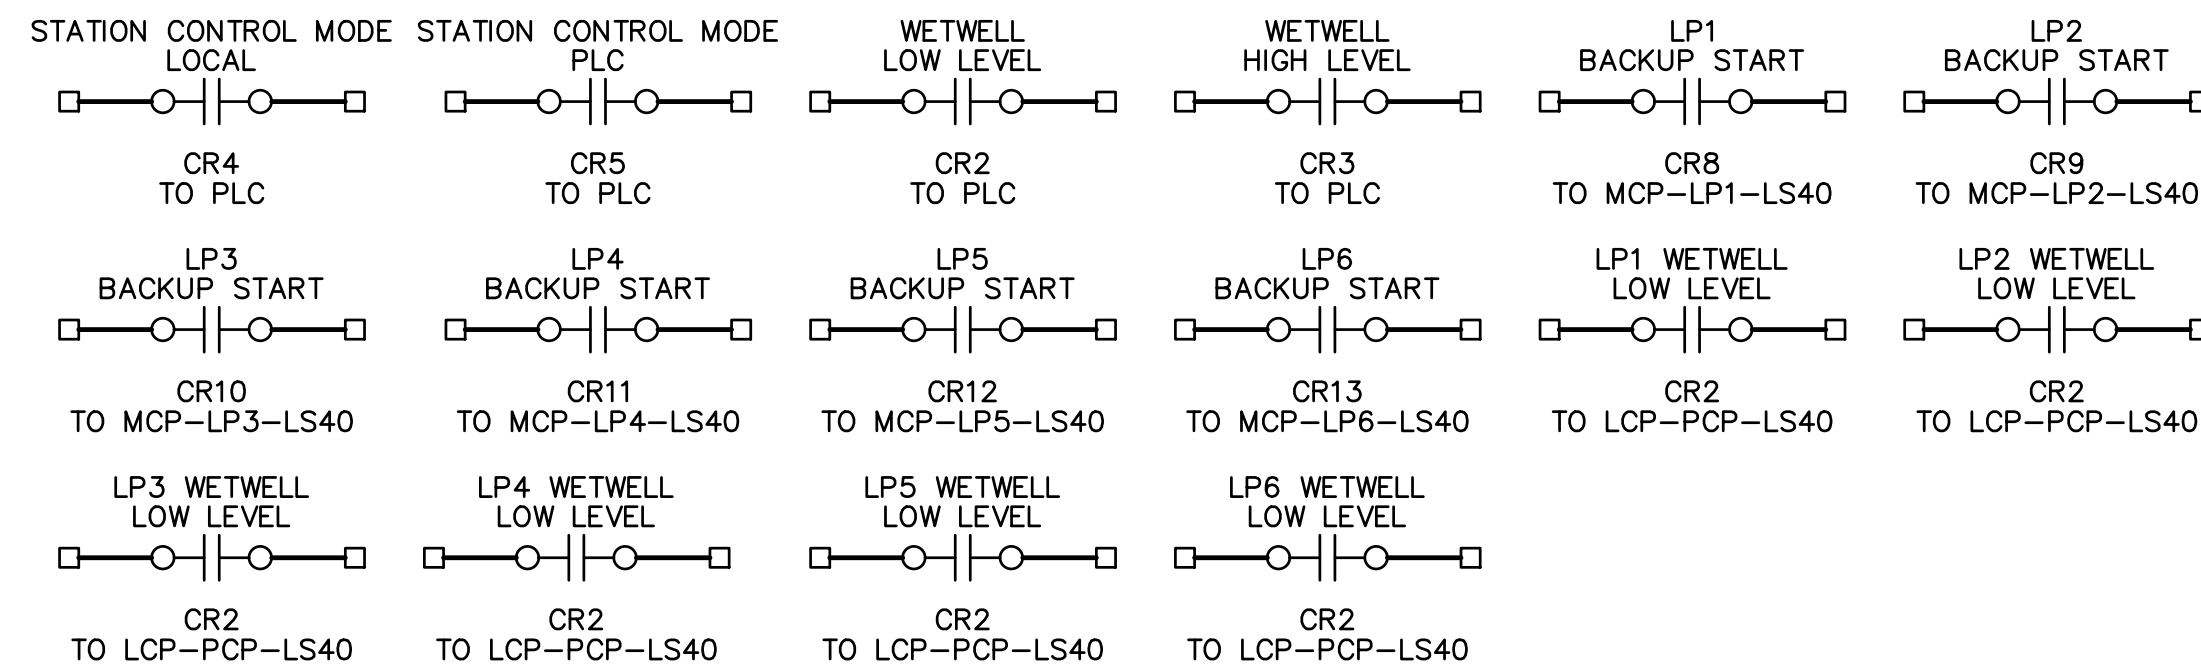 STATION CONTROL MODE
LOCAL
CR4
TO PLC
STATION CONTROL MODE
PLC
CR5
TO PLC
WETWELL
LOW LEVEL
CR2
TO PLC
WETWELL
HIGH LEVEL
CR3
TO PLC
LP1
BACKUP START
CR8
TO MCP-LP1-LS40
LP2
BACKUP START
CR9
TO MCP-LP2-LS40
LP3
BACKUP START
CR10
TO MCP-LP3-LS40
LP4
BACKUP START
CR11
TO MCP-LP4-LS40
LP5
BACKUP START
CR12
TO MCP-LP5-LS40
LP6
BACKUP START
CR13
TO MCP-LP6-LS40
LP1 WETWELL
LOW LEVEL
CR2
TO LCP-PCP-LS40
LP2 WETWELL
LOW LEVEL
CR2
TO LCP-PCP-LS40
LP3 WETWELL
LOW LEVEL
CR2
TO LCP-PCP-LS40
LP4 WETWELL
LOW LEVEL
CR2
TO LCP-PCP-LS40
LP5 WETWELL
LOW LEVEL
CR2
TO LCP-PCP-LS40
LP6 WETWELL
LOW LEVEL
CR2
TO LCP-PCP-LS40